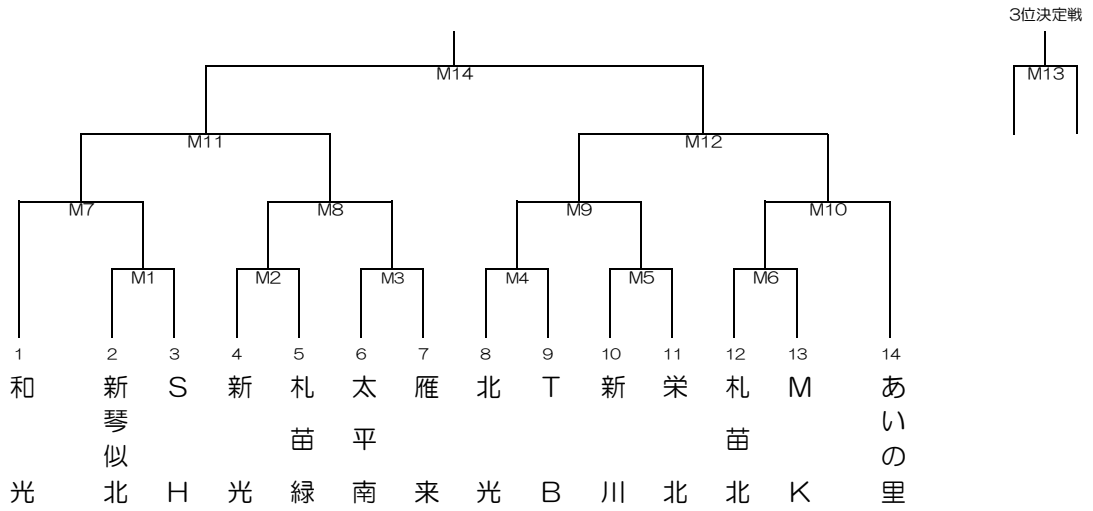 3位決定戦
M14
M13
M11
M12
M7
M8
M9
M10
M1
M2
M3
M4
M5
M6
1
2
3
4
5
6
7
8
9
10
11
12
13
14
和光
新琴似北
SH
新光
札苗緑
太平南
雁来
北光
TB
新川
栄北
札苗北
MK
あいの里